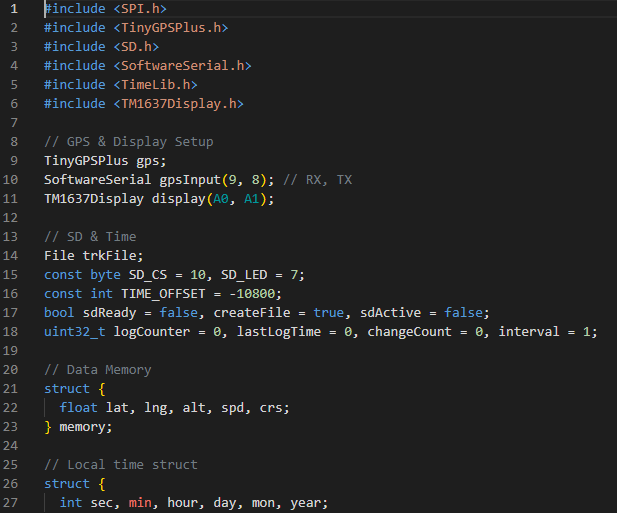 1 #include <SPI.h>
2 #include <TinyGPSPlus.h>
3 #include <SD.h>
4 #include <SoftwareSerial.h>
5 #include <TimeLib.h>
6 #include <TM1637Display.h>
7
8 // GPS & Display Setup
9 TinyGPSPlus gps;
10 SoftwareSerial gpsInput(9, 8); // RX, TX
11 TM1637Display display(A0, A1);
12
13 // SD & Time
14 File trkFile;
15 const byte SD_CS = 10, SD_LED = 7;
16 const int TIME_OFFSET = -10800;
17 bool sdReady = false, createFile = true, sdActive = false;
18 uint32_t logCounter = 0, lastLogTime = 0, changeCount = 0, interval = 1;
19
20 // Data Memory
21 struct {
22   float lat, lng, alt, spd, crs;
23 } memory;
24
25 // Local time struct
26 struct {
27   int sec, min, hour, day, mon, year;